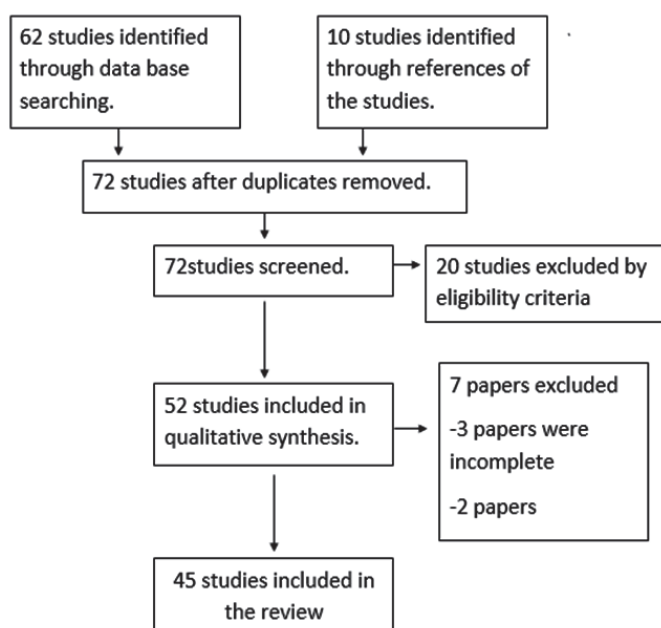 62 studies identified
through data base
searching.
10 studies identified
through references of
the studies.
72 studies after duplicates removed.
72studies screened.
20 studies excluded by
eligibility criteria
52 studies included in
qualitative synthesis.
7 papers excluded
-3 papers were
incomplete
-2 papers
45 studies included in
the review